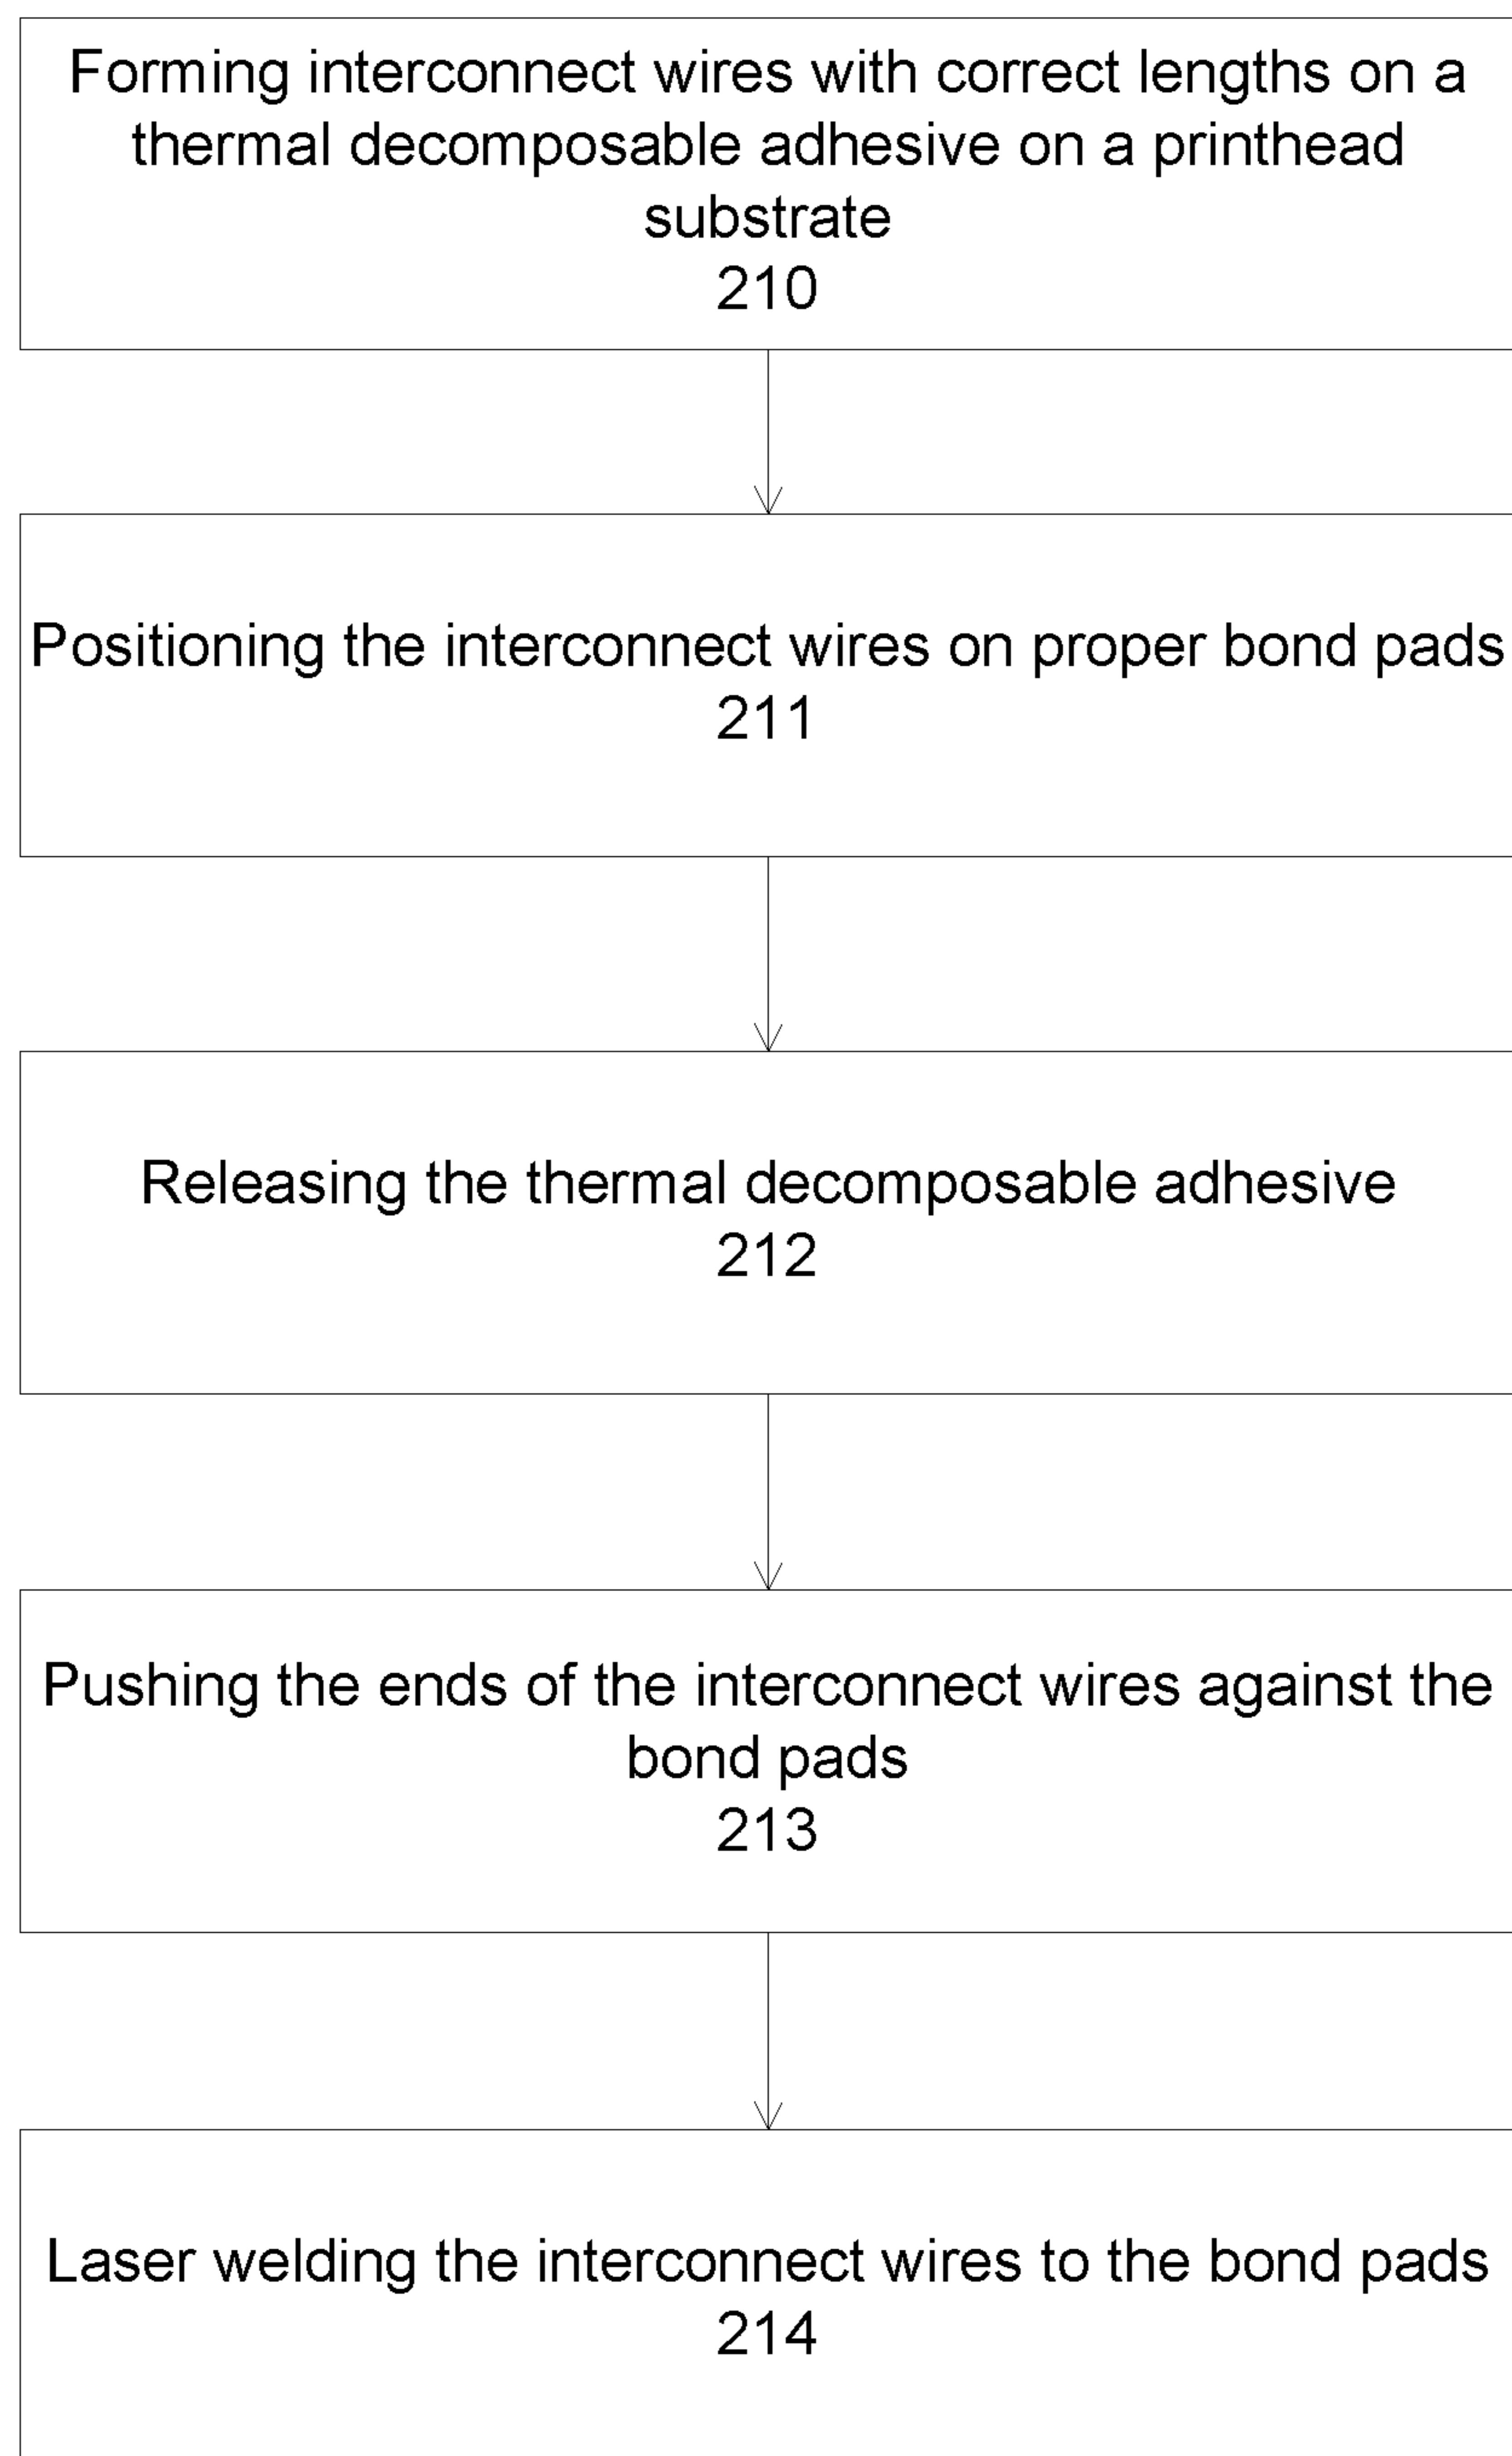 Forming interconnect wires with correct lengths on a
thermal decomposable adhesive on a printhead
substrate
210
Positioning the interconnect wires on proper bond pads
211
Releasing the thermal decomposable adhesive
212
Pushing the ends of the interconnect wires against the
bond pads
213
Laser welding the interconnect wires to the bond pads
214